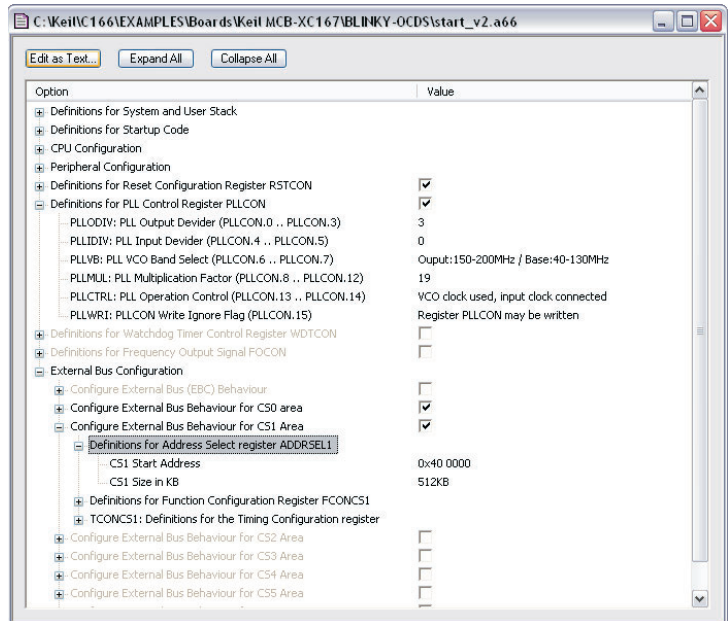 C:\Keil\C166\EXAMPLES\Boards\Keil MCB-XC167\BLINKY-OCDS\start_v2.a66
Edit as Text... Expand All Collapse All
Option Value
Definitions for System and User Stack
Definitions for Startup Code
CPU Configuration
Peripheral Configuration
Definitions for Reset Configuration Register RSTCON
Definitions for PLL Control Register PLLCON
PLLODIV: PLL Output Devider (PLLCON.0 .. PLLCON.3) 3
PLLIDIV: PLL Input Devider (PLLCON.4 .. PLLCON.5) 0
PLLVB: PLL VCO Band Select (PLLCON.6 .. PLLCON.7) Ouput:150-200MHz / Base:40-130MHz
PLLMUL: PLL Multiplication Factor (PLLCON.8 .. PLLCON.12) 19
PLLCTRL: PLL Operation Control (PLLCON.13 .. PLLCON.14) VCO clock used, input clock connected
PLLWRI: PLLCON Write Ignore Flag (PLLCON.15) Register PLLCON may be written
Definitions for Watchdog Timer Control Register WDTCON
Definitions for Frequency Output Signal FOCON
External Bus Configuration
Configure External Bus (EBC) Behaviour
Configure External Bus Behaviour for CS0 area
Configure External Bus Behaviour for CS1 Area
Definitions for Address Select register ADDRSEL1
CS1 Start Address 0x40 0000
CS1 Size in KB 512KB
Definitions for Function Configuration Register FCONCS1
TCONCS1: Definitions for the Timing Configuration register
Configure External Bus Behaviour for CS2 Area
Configure External Bus Behaviour for CS3 Area
Configure External Bus Behaviour for CS4 Area
Configure External Bus Behaviour for CS5 Area